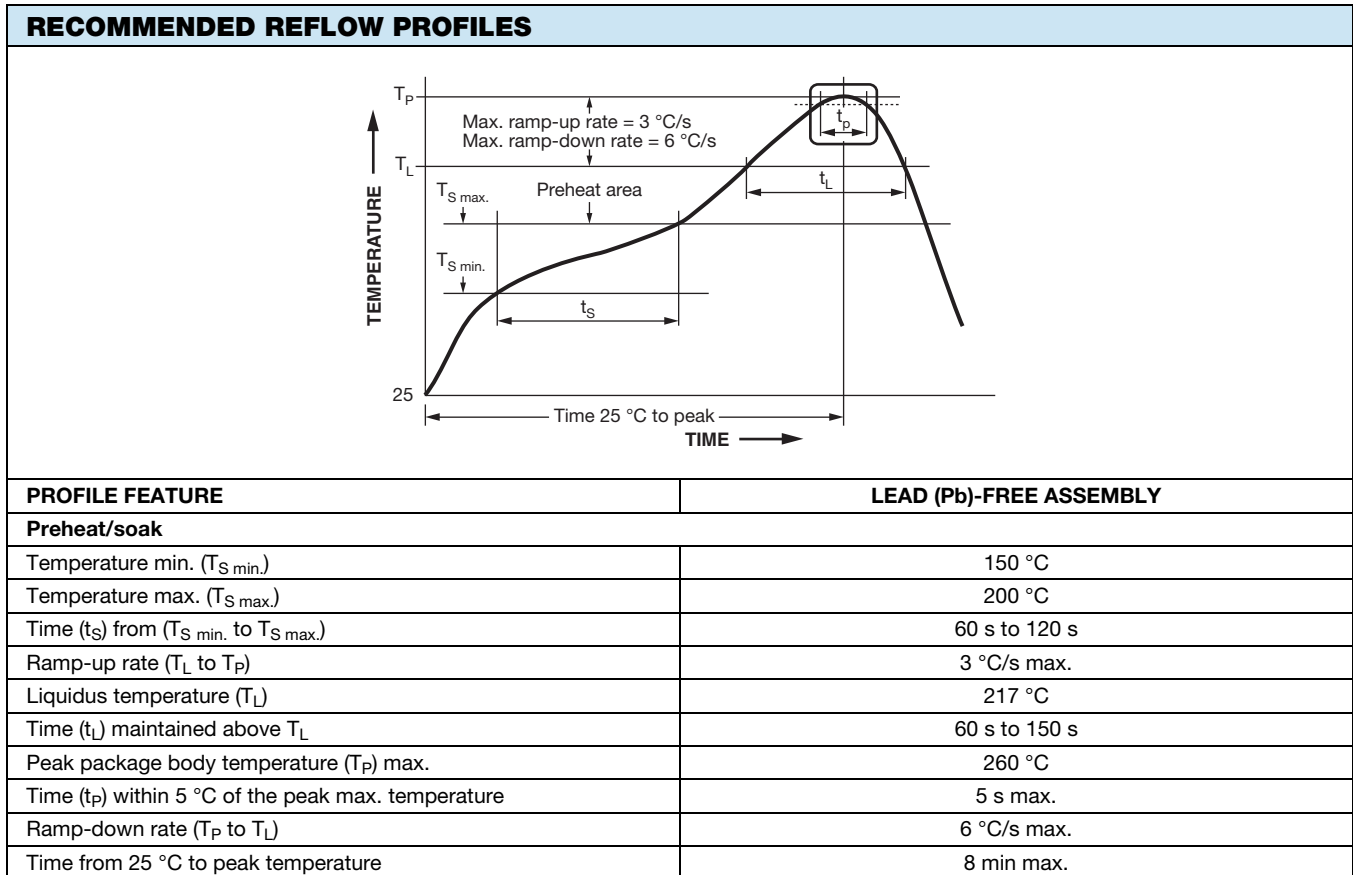 RECOMMENDED REFLOW PROFILES
TP
Max. ramp-up rate = 3 °C/s
Max. ramp-down rate = 6 °C/s
tp
TL
tL
TS max.
Preheat area
TEMPERATURE
TS min.
tS
25
Time 25 °C to peak
TIME
PROFILE FEATURE LEAD (Pb)-FREE ASSEMBLY
Preheat/soak
Temperature min. (TS min.) 150 °C
Temperature max. (TS max.) 200 °C
Time (tS) from (TS min. to TS max.) 60 s to 120 s
Ramp-up rate (TL to TP) 3 °C/s max.
Liquidus temperature (TL) 217 °C
Time (tL) maintained above TL 60 s to 150 s
Peak package body temperature (TP) max. 260 °C
Time (tP) within 5 °C of the peak max. temperature 5 s max.
Ramp-down rate (TP to TL) 6 °C/s max.
Time from 25 °C to peak temperature 8 min max.